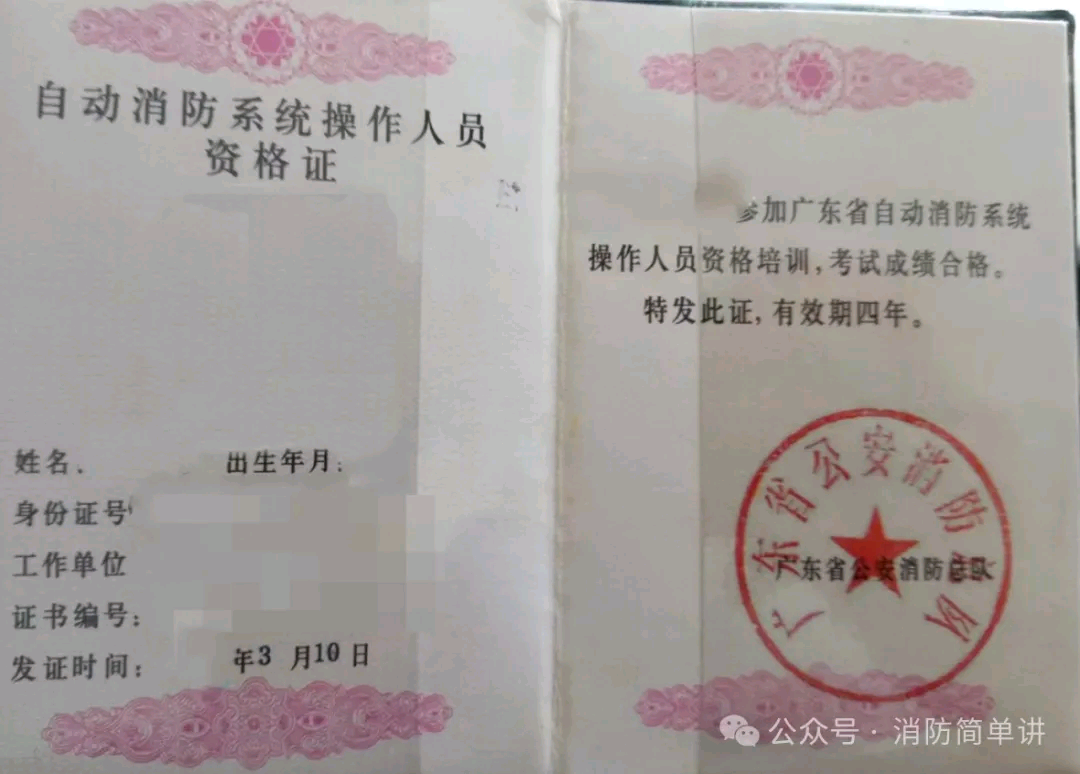 自动消防系统操作人员
资格证
姓名、
出生年月：
身份证号
工作单位
证书编号：
发证时间：
年3 月10 日
参加广东省自动消防系统
操作人员资格培训，考试成绩合格。
特发此证，有效期四年。
广东省公安消防总队
广东省公安消防总队
公众号·消防简单讲